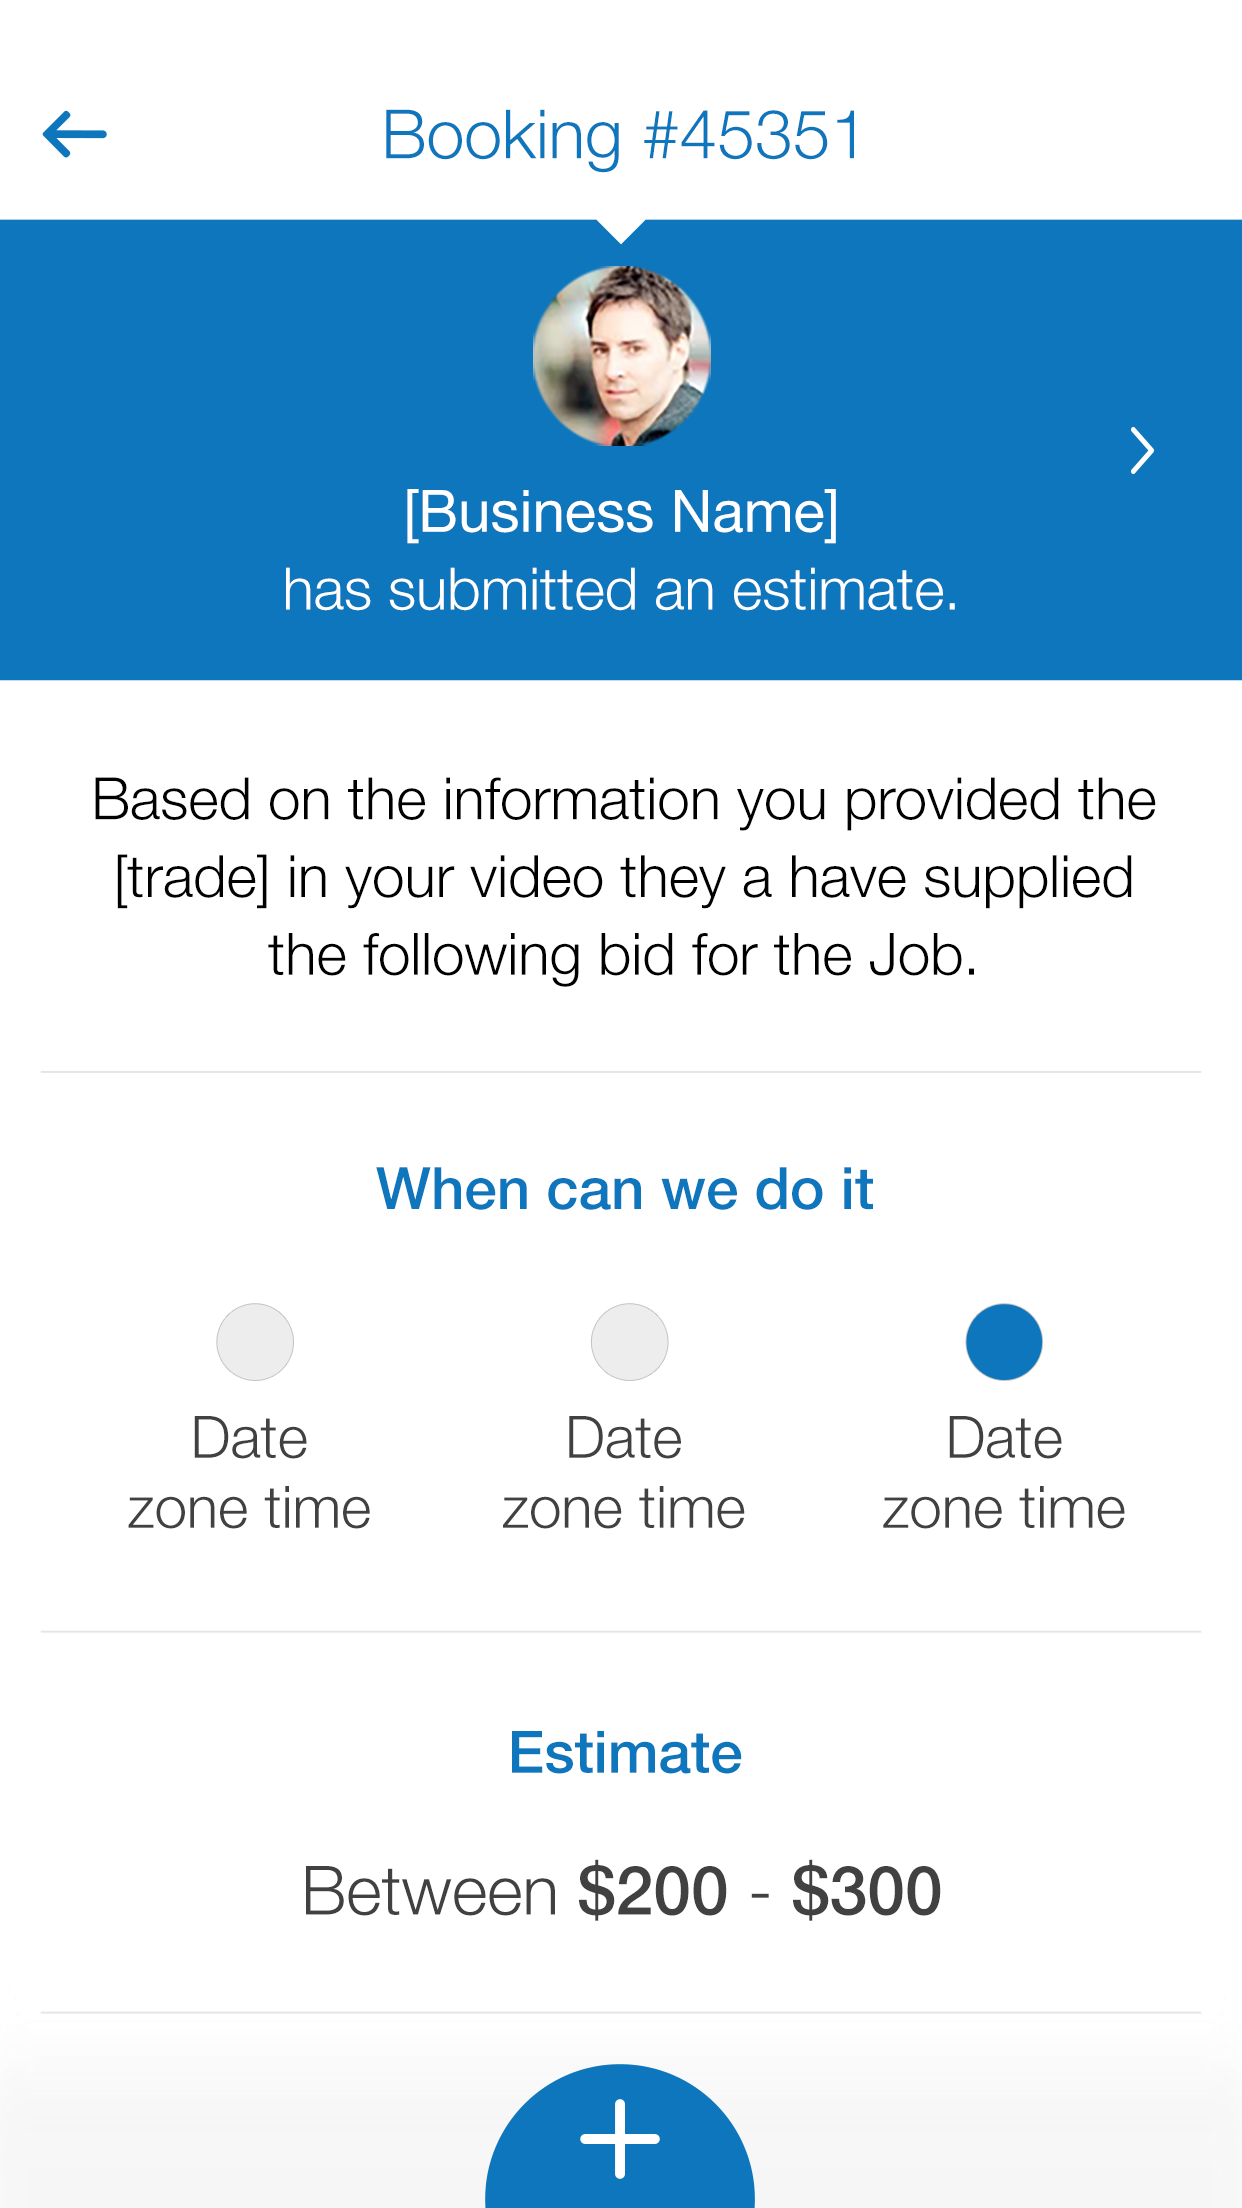 Booking #45351
[Business Name]
has submitted an estimate.
Based on the information you provided the
[trade] in your video they a have supplied
the following bid for the Job.
When can we do it
Date Date Date
zone time zone time zone time
Estimate
Between $200 - $300